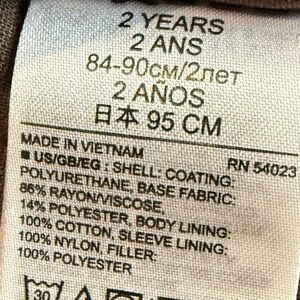 2 YEARS
2 ANS
84-90см/2лет
2 AÑOS
日本 95 CM
MADE IN VIETNAM RN 54023
■ US/GB/EG : SHELL: COATING:
POLYURETHANE, BASE FABRIC:
86% RAYON/VISCOSE,
14% POLYESTER, BODY LINING:
100% COTTON, SLEEVE LINING:
100% NYLON, FILLER:
100% POLYESTER
30